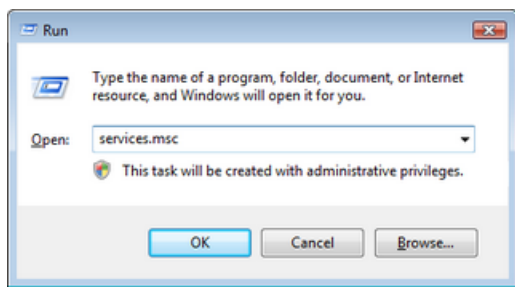 Run
Type the name of a program, folder, document, or Internet
resource, and Windows will open it for you.
Open: services.msc
This task will be created with administrative privileges.
OK Cancel Browse...